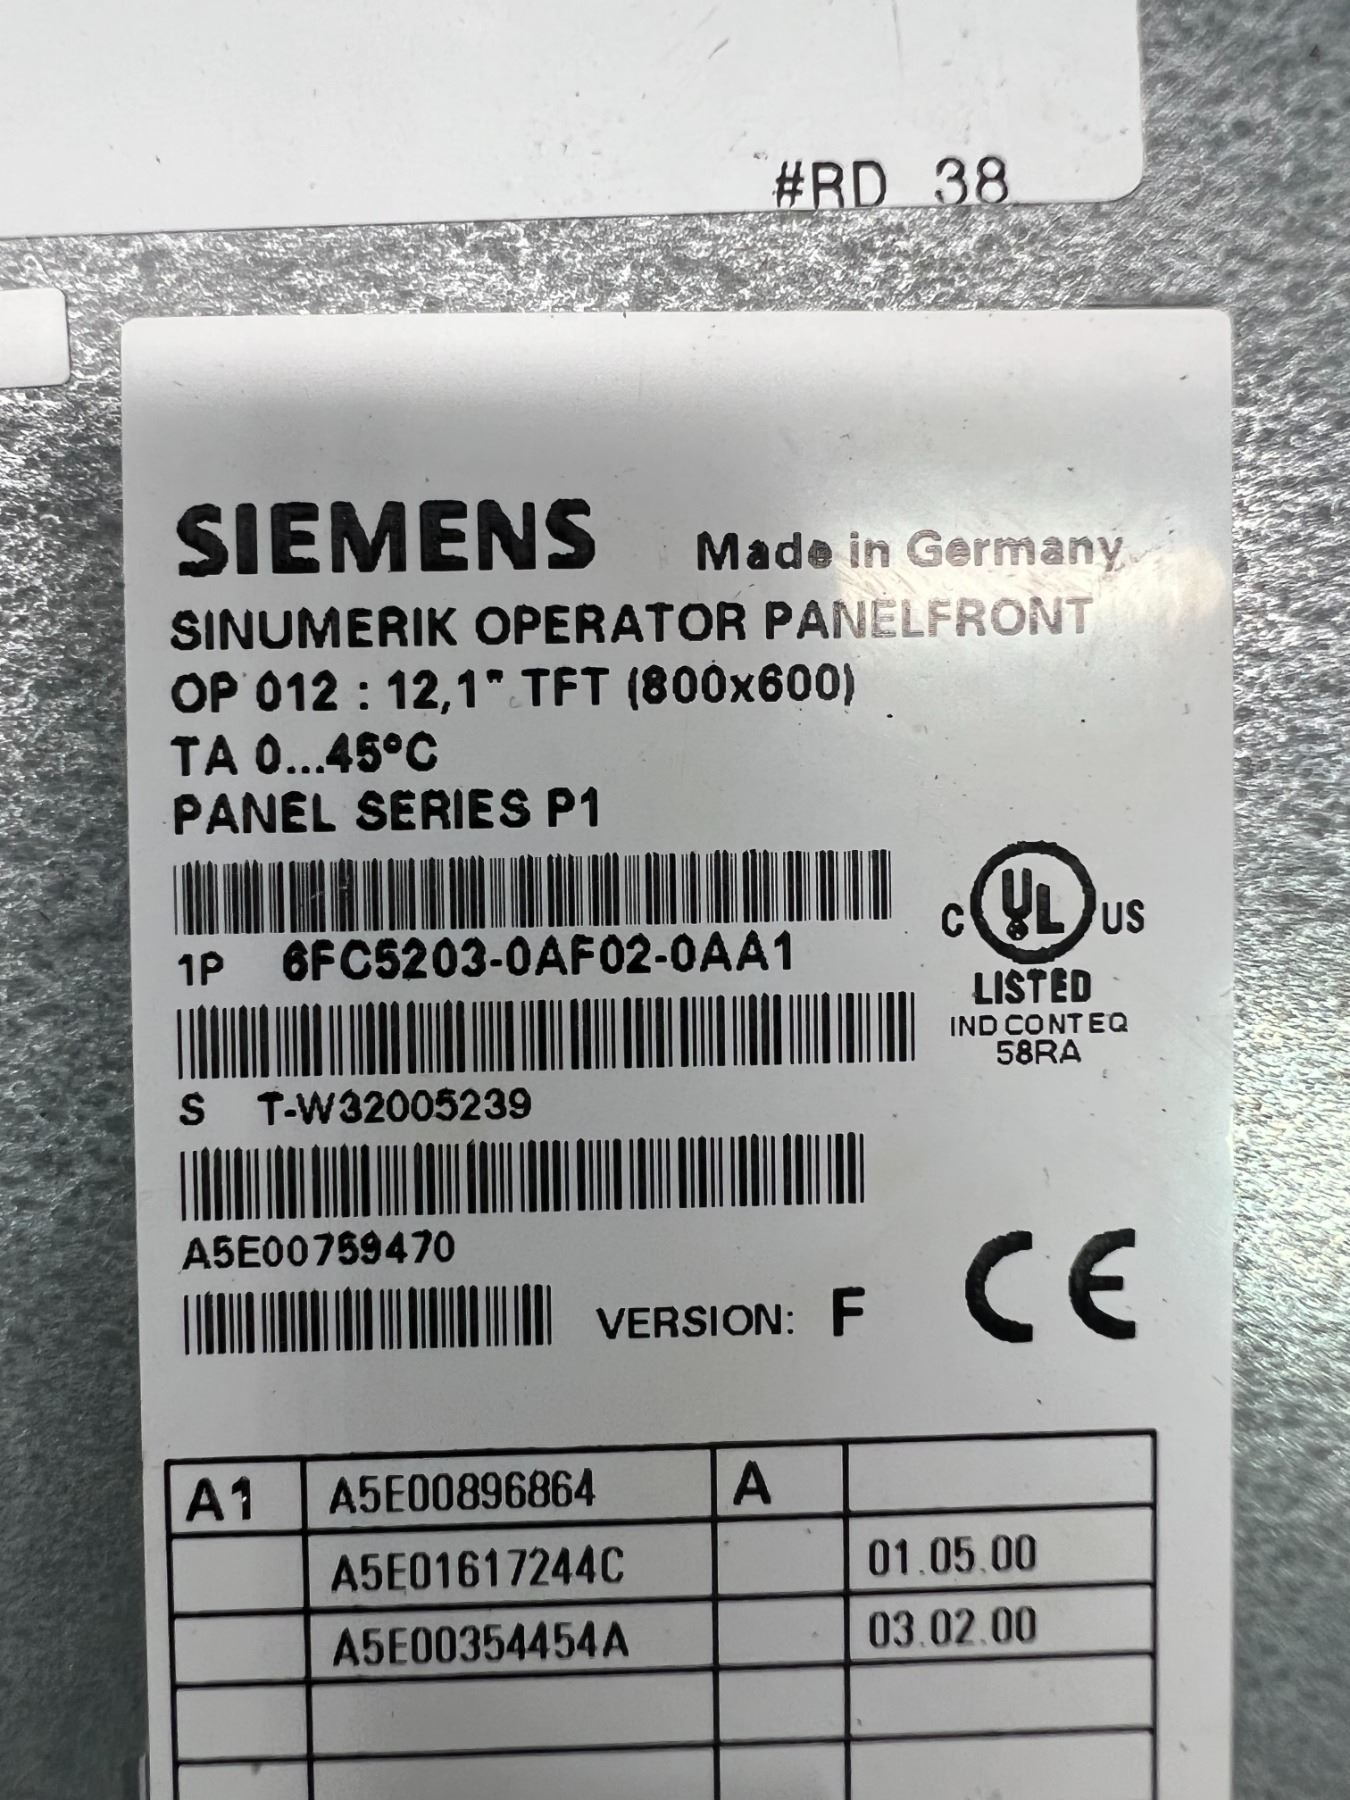 #RD 38
SIEMENS Made in Germany
SINUMERIK OPERATOR PANELFRONT
OP 012 : 12,1" TFT (800x600)
TA 0...45°C
PANEL SERIES P1
1P 6FC5203-0AF02-0AA1
C UL US
LISTED
IND CONT EQ
58RA
S T-W32005239
A5E00759470
VERSION: F
CE
A1 A5E00896864 A
A5E01617244C 01.05.00
A5E00354454A 03.02.00